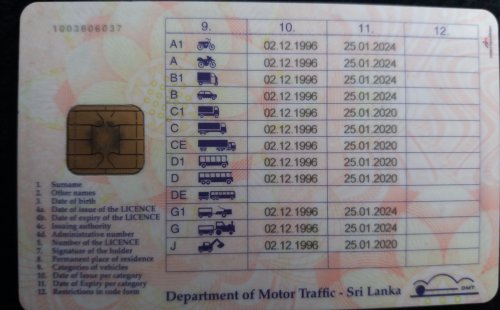 1003806037
9. 10. 11. 12.
A1 02.12.1996 25.01.2024
A 02.12.1996 25.01.2024
B1 02.12.1996 25.01.2024
B 02.12.1996 25.01.2024
C1 02.12.1996 25.01.2020
C 02.12.1996 25.01.2020
CE 02.12.1996 25.01.2020
D1 02.12.1996 25.01.2020
D 02.12.1996 25.01.2020
DE
G1 02.12.1996 25.01.2024
G 02.12.1996 25.01.2024
J 02.12.1996 25.01.2020
1. Surname
2. Other names
3. Date of birth
4a. Date of issue of the LICENCE
4b. Date of expiry of the LICENCE
4c. Issuing authority
4d. Administrative number
5. Number of the LICENCE
7. Signature of the holder
8. Permanent place of residence
9. Categories of vehicles
10. Date of Issue per category
11. Date of Expiry per category
12. Restrictions in code form
Department of Motor Traffic - Sri Lanka
DMT